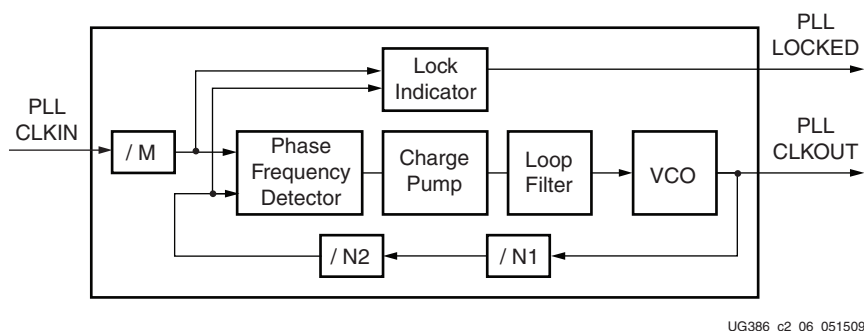 PLL
LOCKED
Lock
Indicator
PLL
CLKIN
/ M
Phase
Frequency
Detector
Charge
Pump
Loop
Filter
VCO
PLL
CLKOUT
/ N2
/ N1
UG386_c2_06_051509